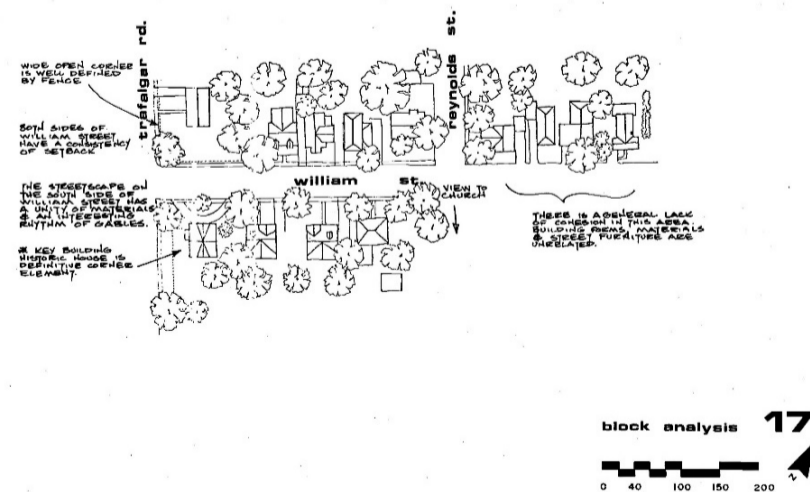 trafalgar rd.
reynolds st.
WIDE OPEN CORNER
IS WELL DEFINED
BY FENCE
BOTH SIDES OF
WILLIAM STREET
HAVE A CONSISTENCY
OF SETBACK
william st.
THE STREETSCAPE ON
THE SOUTH SIDE OF
WILLIAM STREET HAS
A UNITY OF MATERIALS
& AN INTERESTING
RHYTHM OF GABLES.
VIEW TO
CHURCH
* KEY BUILDING
HISTORIC HOUSE IS
DEFINITIVE CORNER
ELEMENT.
THERE IS A GENERAL LACK
OF COHESION IN THIS AREA.
BUILDING FORMS, MATERIALS
& STREET FURNITURE ARE
UNRELATED.
block analysis 17
0 40 100 150 200
N